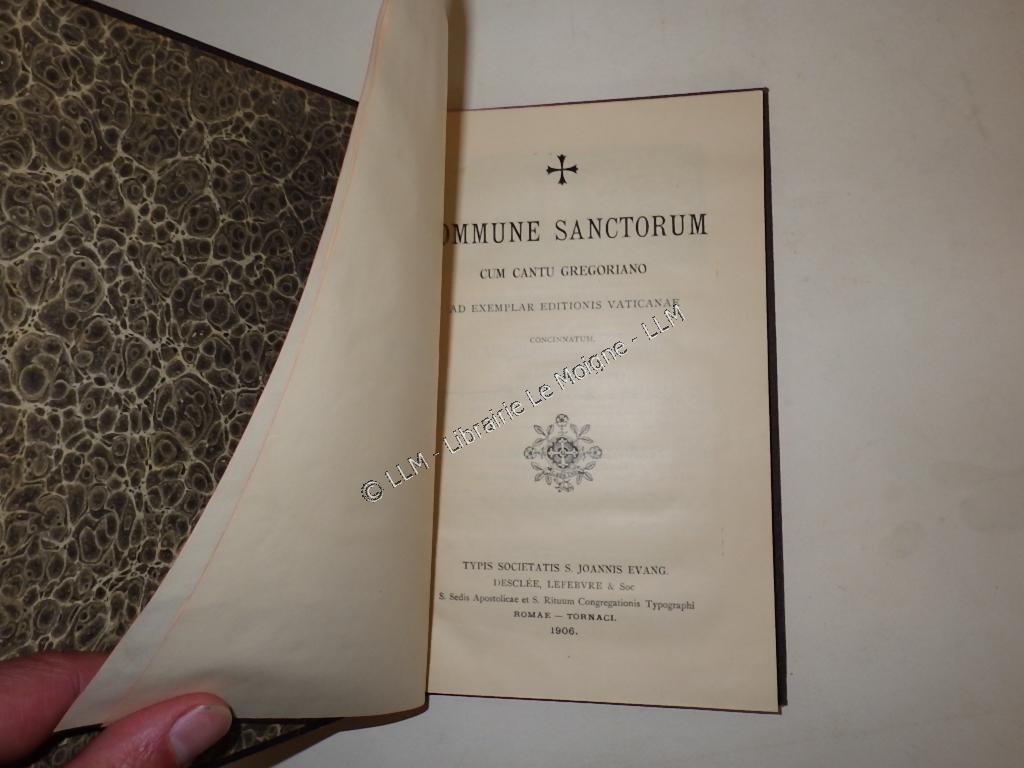 OMMUNE SANCTORUM
CUM CANTU GREGORIANO
AD EXEMPLAR EDITIONIS VATICANAE
CONCINNATUM.
© LLM - Librairie Le Moigne - LLM
TYPIS SOCIETATIS S. JOANNIS EVANG.
DESCLÉE, LEFEBVRE & Soc
S. Sedis Apostolicae et S. Rituum Congregationis Typographi
ROMAE — TORNACI.
1906.